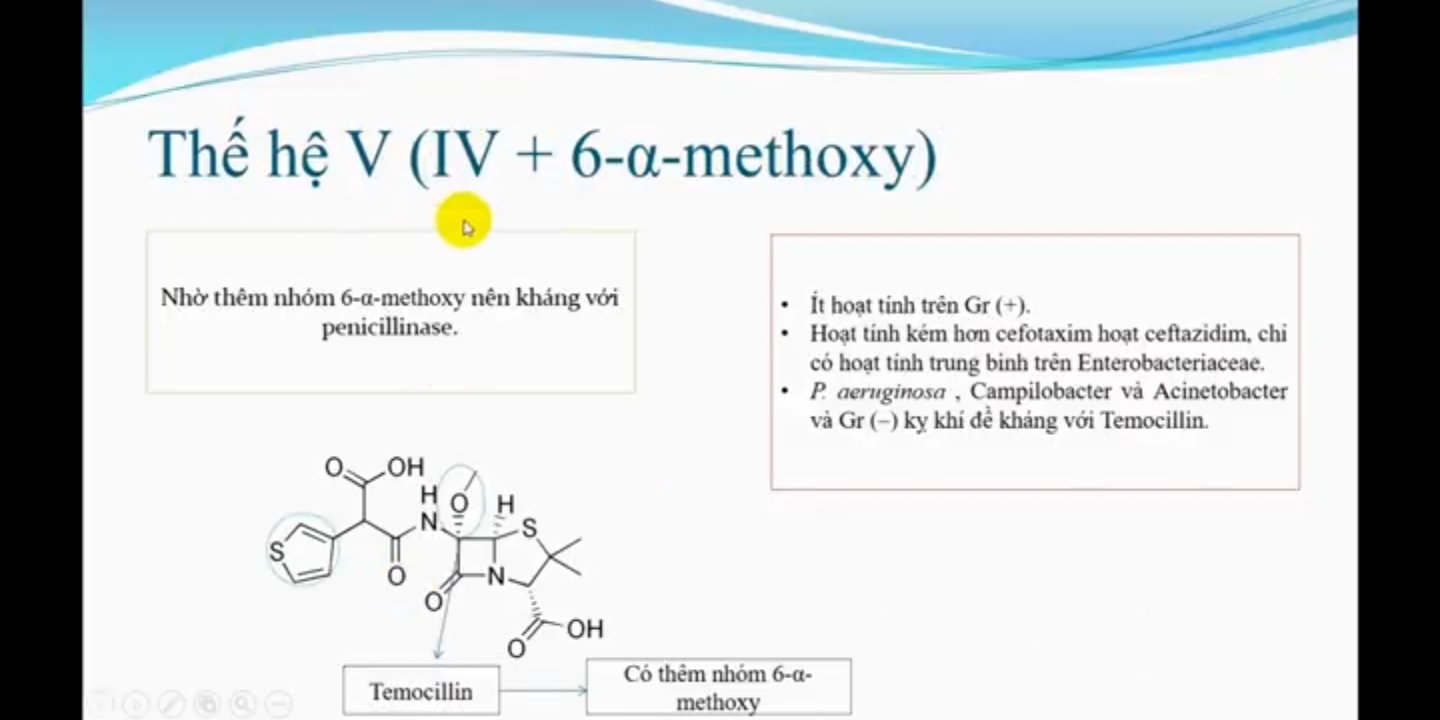 Thế hệ V (IV + 6-α-methoxy)
Nhờ thêm nhóm 6-α-methoxy nên kháng với
penicillinase.
• Ít hoạt tính trên Gr (+).
• Hoạt tính kém hơn cefotaxim hoạt ceftazidim, chỉ
có hoạt tính trung bình trên Enterobacteriaceae.
• P. aeruginosa , Campilobacter và Acinetobacter
và Gr (−) kỵ khí đề kháng với Temocillin.
O OH
H O H
N S
S
O N
O
OH
O
Temocillin
Có thêm nhóm 6-α-
methoxy